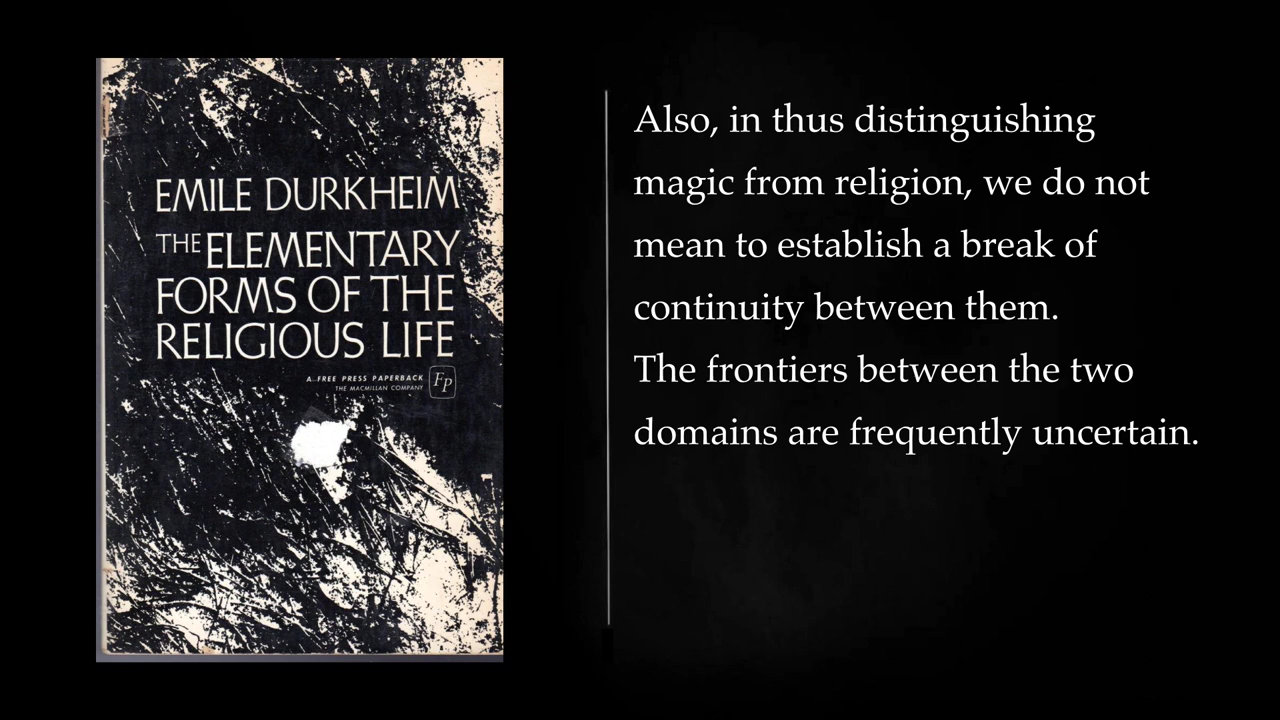 EMILE DURKHEIM
THE ELEMENTARY
FORMS OF THE
RELIGIOUS LIFE
A FREE PRESS PAPERBACK
THE MACMILLAN COMPANY
FP
Also, in thus distinguishing
magic from religion, we do not
mean to establish a break of
continuity between them.
The frontiers between the two
domains are frequently uncertain.